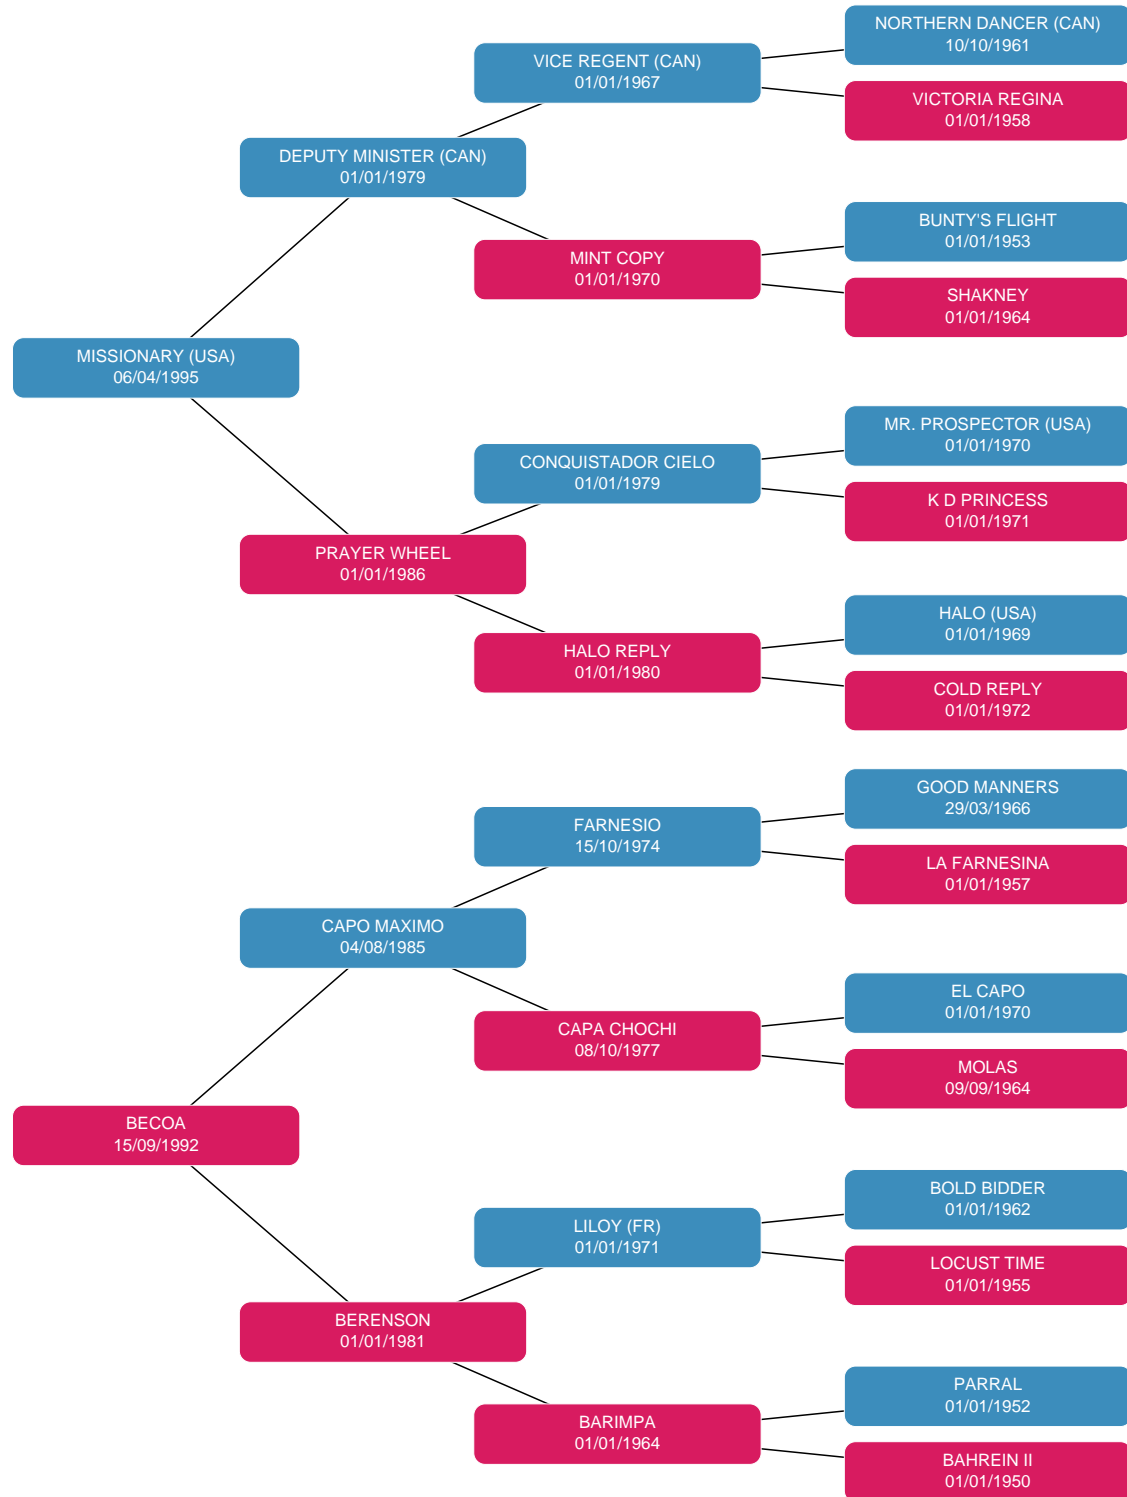 NORTHERN DANCER (CAN)
10/10/1961
VICE REGENT (CAN)
01/01/1967
VICTORIA REGINA
01/01/1958
DEPUTY MINISTER (CAN)
01/01/1979
BUNTY'S FLIGHT
01/01/1953
MINT COPY
01/01/1970
SHAKNEY
01/01/1964
MISSIONARY (USA)
06/04/1995
MR. PROSPECTOR (USA)
01/01/1970
CONQUISTADOR CIELO
01/01/1979
K D PRINCESS
01/01/1971
PRAYER WHEEL
01/01/1986
HALO (USA)
01/01/1969
HALO REPLY
01/01/1980
COLD REPLY
01/01/1972
GOOD MANNERS
29/03/1966
FARNESIO
15/10/1974
LA FARNESINA
01/01/1957
CAPO MAXIMO
04/08/1985
EL CAPO
01/01/1970
CAPA CHOCHI
08/10/1977
MOLAS
09/09/1964
BECOA
15/09/1992
BOLD BIDDER
01/01/1962
LILOY (FR)
01/01/1971
LOCUST TIME
01/01/1955
BERENSON
01/01/1981
PARRAL
01/01/1952
BARIMPA
01/01/1964
BAHREIN II
01/01/1950